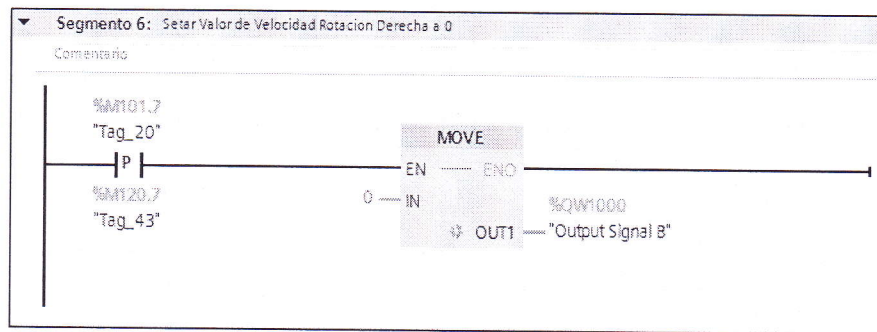 Segmento 6: Setar Valor de Velocidad Rotacion Derecha a 0
Comentario
%M101.7
"Tag_20"
P
%M120.7
"Tag_43"
MOVE
EN ENO
0 IN
%QW1000
OUT1 "Output Signal B"